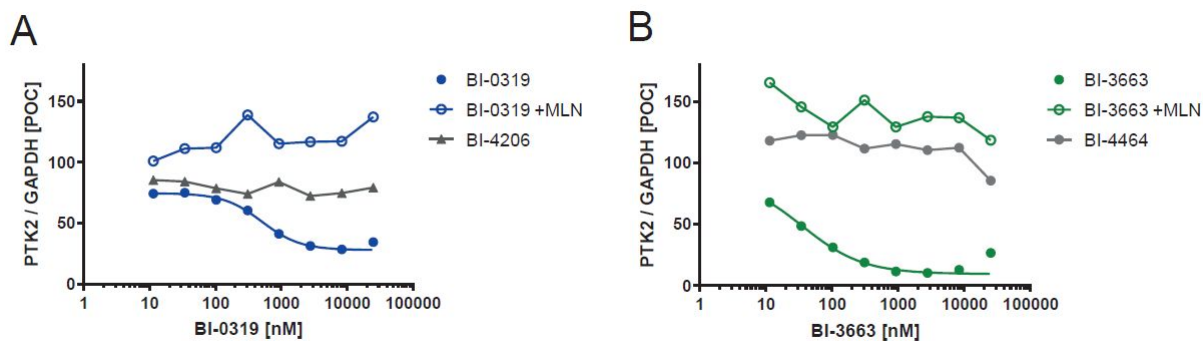 A
PTK2 / GAPDH [POC]
150
100
50
0
1
10
100
1000
10000
100000
BI-0319 [nM]
BI-0319
BI-0319 +MLN
BI-4206
B
PTK2 / GAPDH [POC]
150
100
50
0
1
10
100
1000
10000
100000
BI-3663 [nM]
BI-3663
BI-3663 +MLN
BI-4464